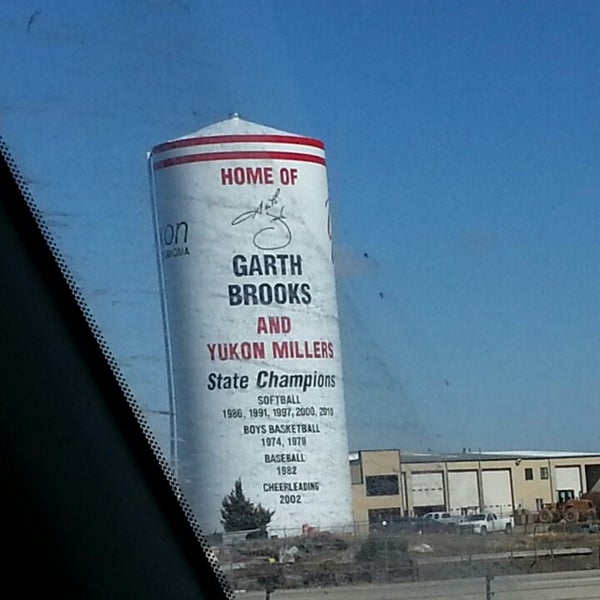 HOME OF
GARTH
BROOKS
AND
YUKON MILLERS
State Champions
SOFTBALL
1986, 1991, 1997, 2000, 2010
BOYS BASKETBALL
1974, 1979
BASEBALL
1982
CHEERLEADING
2002
on